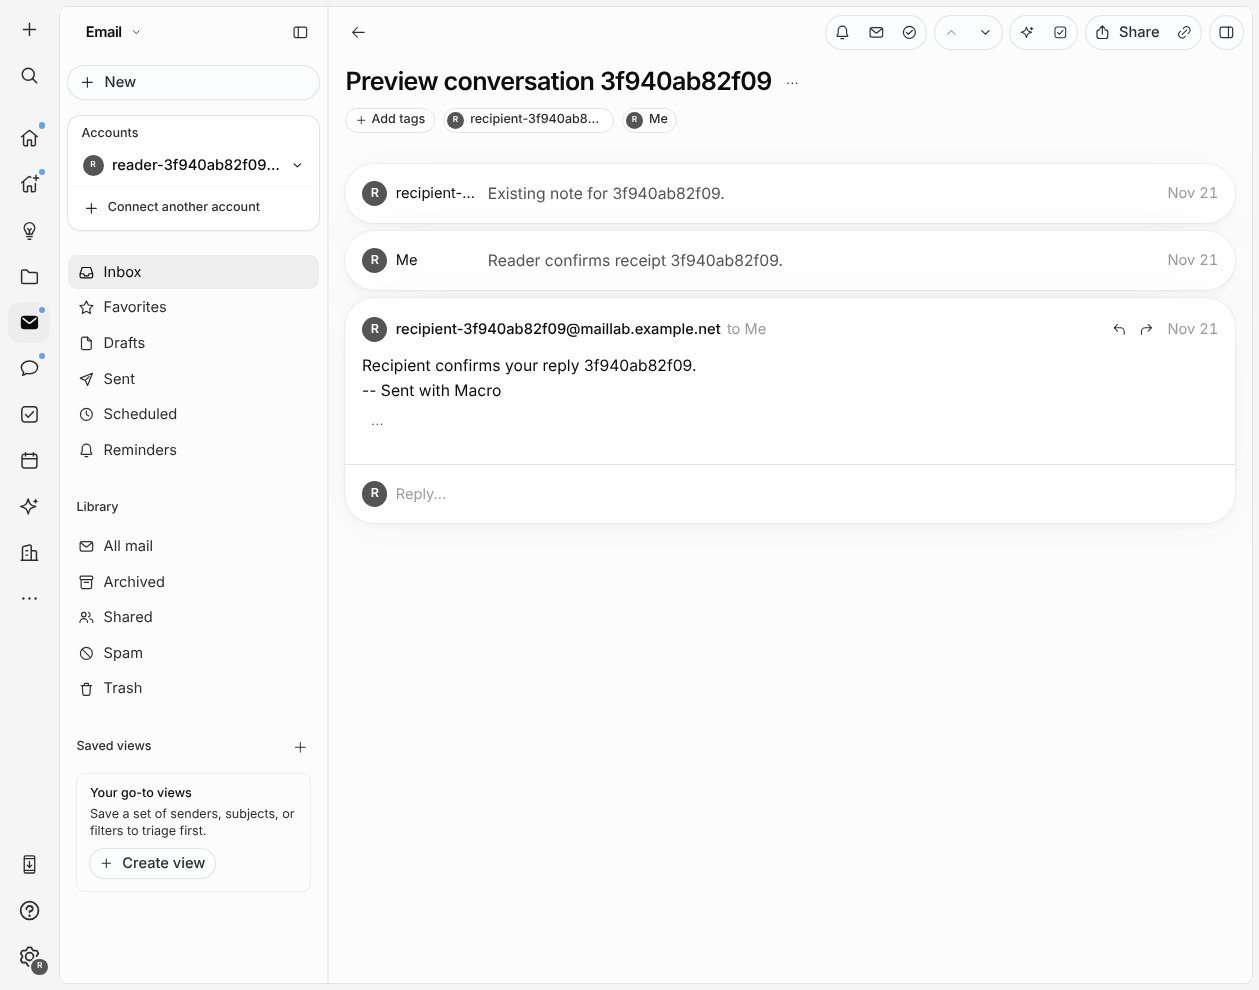 Email
New
Accounts
R reader-3f940ab82f09...
Connect another account
Inbox
Favorites
Drafts
Sent
Scheduled
Reminders
Library
All mail
Archived
Shared
Spam
Trash
Saved views
Your go-to views
Save a set of senders, subjects, or
filters to triage first.
Create view
R
Share
Preview conversation 3f940ab82f09 ...
Add tags R recipient-3f940ab8... R Me
R recipient-... Existing note for 3f940ab82f09. Nov 21
R Me Reader confirms receipt 3f940ab82f09. Nov 21
R recipient-3f940ab82f09@maillab.example.net to Me Nov 21
Recipient confirms your reply 3f940ab82f09.
-- Sent with Macro
...
R Reply...